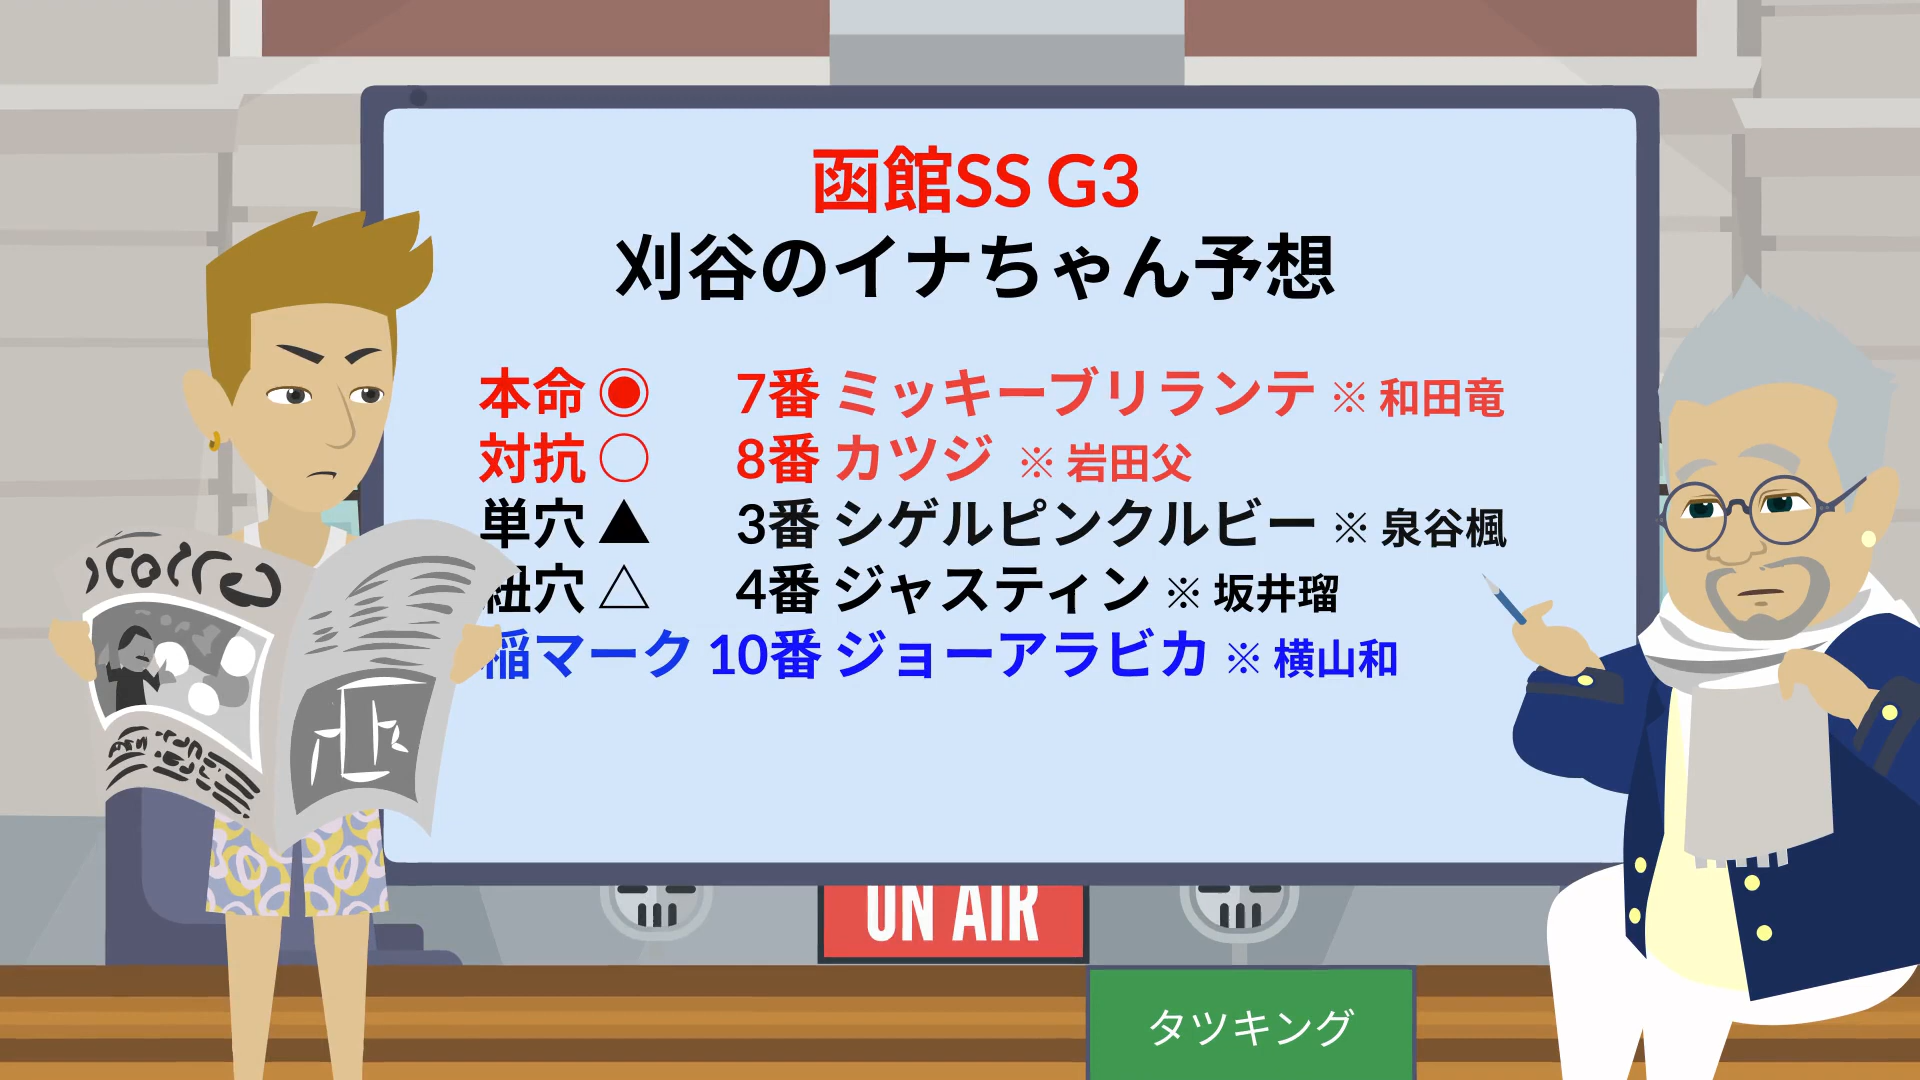 函館SS G3
刈谷のイナちゃん予想
本命 ◉ 7番 ミッキーブリランテ ※ 和田竜
対抗 ○ 8番 カツジ ※ 岩田父
単穴 ▲ 3番 シゲルピンクルビー ※ 泉谷楓
紐穴 △ 4番 ジャスティン ※ 坂井瑠
稲マーク 10番 ジョーアラビカ ※ 横山和
ON AIR
タツキング